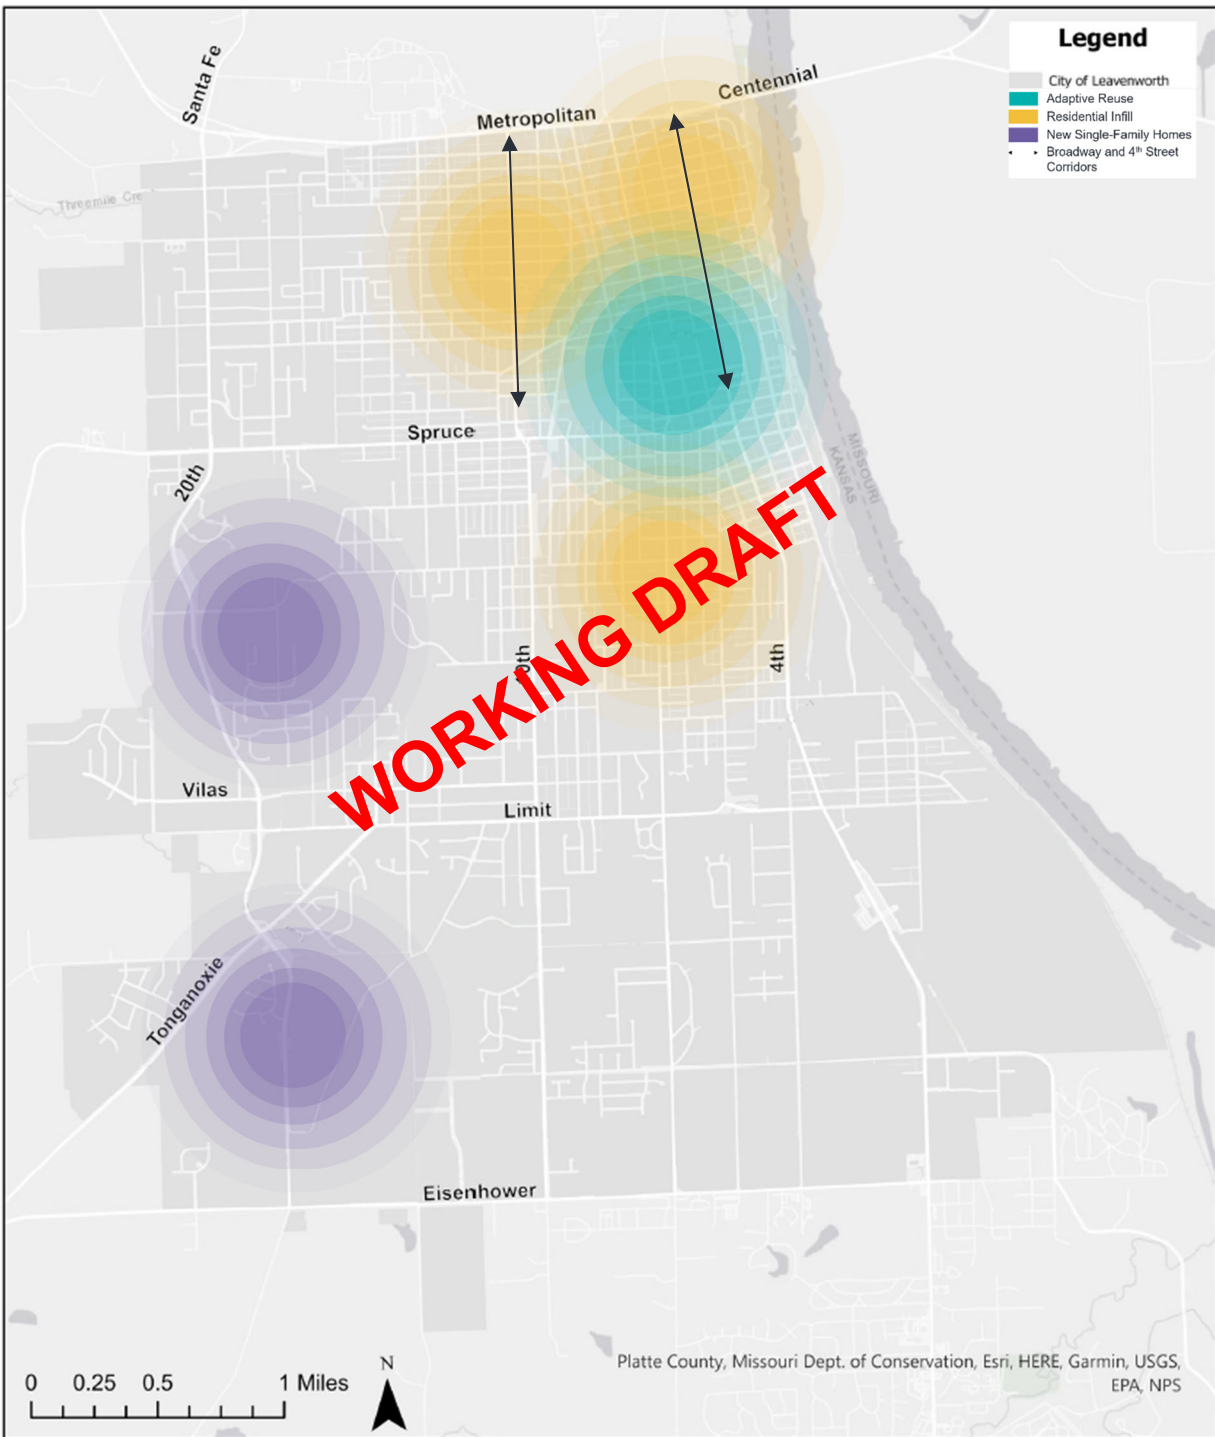 Legend
City of Leavenworth
Adaptive Reuse
Residential Infill
New Single-Family Homes
Broadway and 4th Street
Corridors
Santa Fe
Metropolitan
Centennial
Threemile Cre
Spruce
20th
MISSOURI
KANSAS
WORKING DRAFT
4th
Vilas
Limit
Tonganoxie
Eisenhower
Platte County, Missouri Dept. of Conservation, Esri, HERE, Garmin, USGS,
EPA, NPS
N
0 0.25 0.5 1 Miles